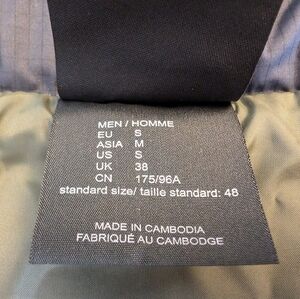 MEN / HOMME
EU S
ASIA M
US S
UK 38
CN 175/96A
standard size/ taille standard: 48
MADE IN CAMBODIA
FABRIQUÉ AU CAMBODGE